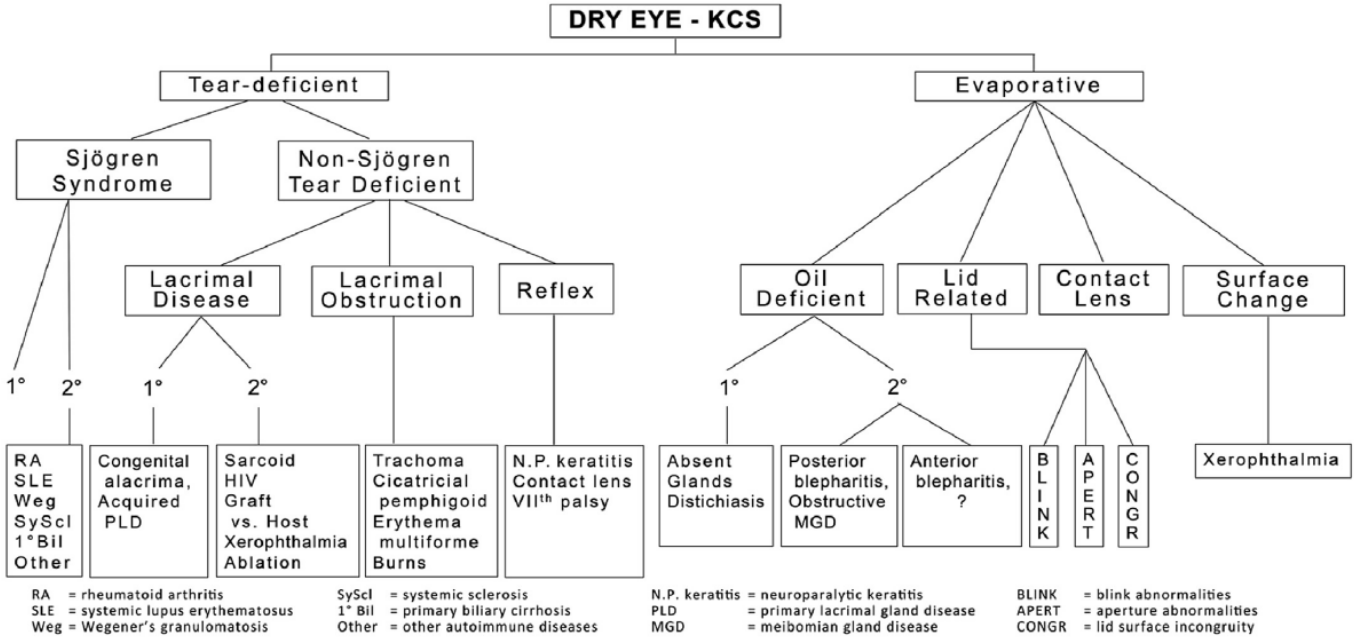 DRY EYE - KCS
Tear-deficient
Evaporative
Sjögren
Syndrome
Non-Sjögren
Tear Deficient
Lacrimal
Disease
Lacrimal
Obstruction
Reflex
Oil
Deficient
Lid
Related
Contact
Lens
Surface
Change
1°
2°
1°
2°
1°
2°
RA
SLE
Weg
SyScl
1°Bil
Other
Congenital
alacrima,
Acquired
PLD
Sarcoid
HIV
Graft
vs. Host
Xerophthalmia
Ablation
Trachoma
Cicatricial
pemphigoid
Erythema
multiforme
Burns
N.P. keratitis
Contact lens
VIIth palsy
Absent
Glands
Distichiasis
Posterior
blepharitis,
Obstructive
MGD
Anterior
blepharitis,
?
BLINK
APERT
CONGR
Xerophthalmia
RA = rheumatoid arthritis
SLE = systemic lupus erythematosus
Weg = Wegener's granulomatosis
SyScl = systemic sclerosis
1° Bil = primary biliary cirrhosis
Other = other autoimmune diseases
N.P. keratitis = neuroparalytic keratitis
PLD = primary lacrimal gland disease
MGD = meibomian gland disease
BLINK = blink abnormalities
APERT = aperture abnormalities
CONGR = lid surface incongruity